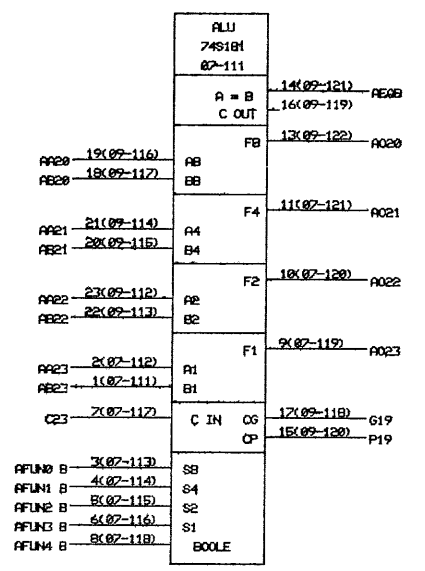 ALU
74S181
07-111
A = B 14(09-121) AEQB
C OUT 16(09-119)
F8 13(09-122) AO20
AA20 19(09-116) A8
AB20 18(09-117) B8
F4 11(07-121) AO21
AA21 21(09-114) A4
AB21 20(09-115) B4
F2 10(07-120) AO22
AA22 23(09-112) A2
AB22 22(09-113) B2
F1 9(07-119) AO23
AA23 2(07-112) A1
AB23 1(07-111) B1
C23 7(07-117) C IN CG 17(09-118) G19
CP 15(09-120) P19
AFUN0 B 3(07-113) S8
AFUN1 B 4(07-114) S4
AFUN2 B 5(07-115) S2
AFUN3 B 6(07-116) S1
AFUN4 B 8(07-118) BOOLE